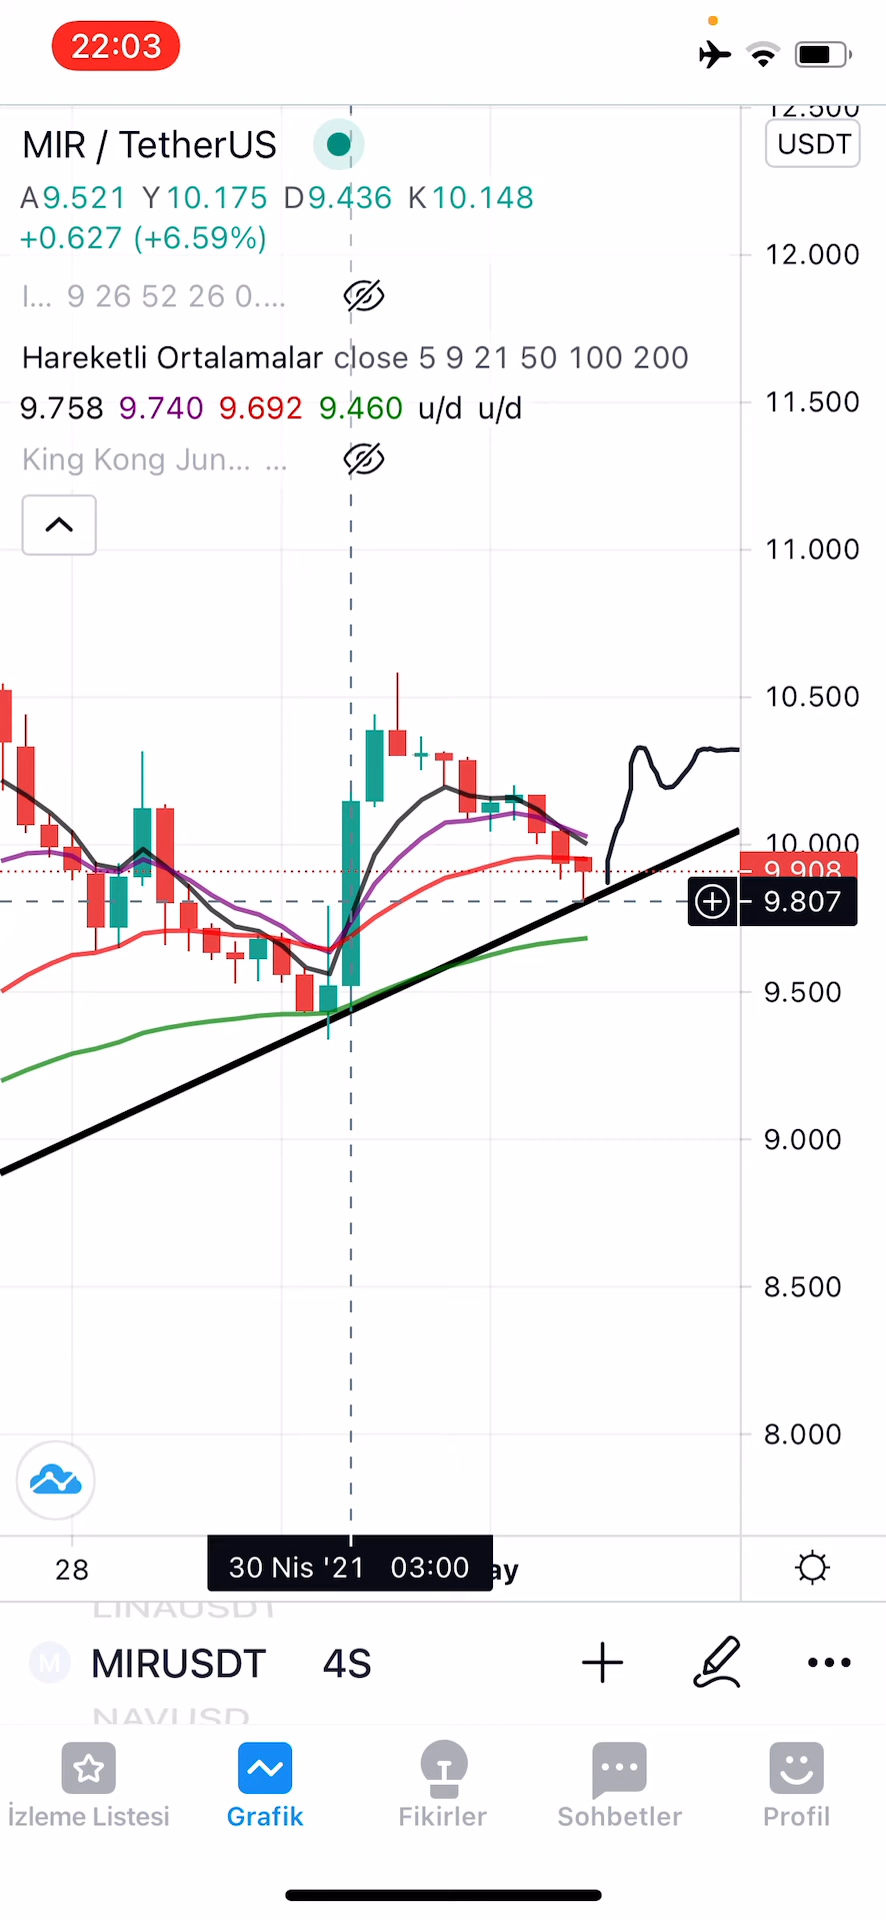 22:03
12.500
MIR / TetherUS
USDT
A9.521 Y10.175 D9.436 K10.148
+0.627 (+6.59%)
12.000
I... 9 26 52 26 0....
Hareketli Ortalamalar close 5 9 21 50 100 200
11.500
9.758 9.740 9.692 9.460 u/d u/d
King Kong Jun... ...
11.000
10.500
10.000
9.908
9.807
9.500
9.000
8.500
8.000
28
30 Nis '21 03:00
ay
LINAUSDT
M MIRUSDT 4S
NAVUSD
İzleme Listesi
Grafik
Fikirler
Sohbetler
Profil